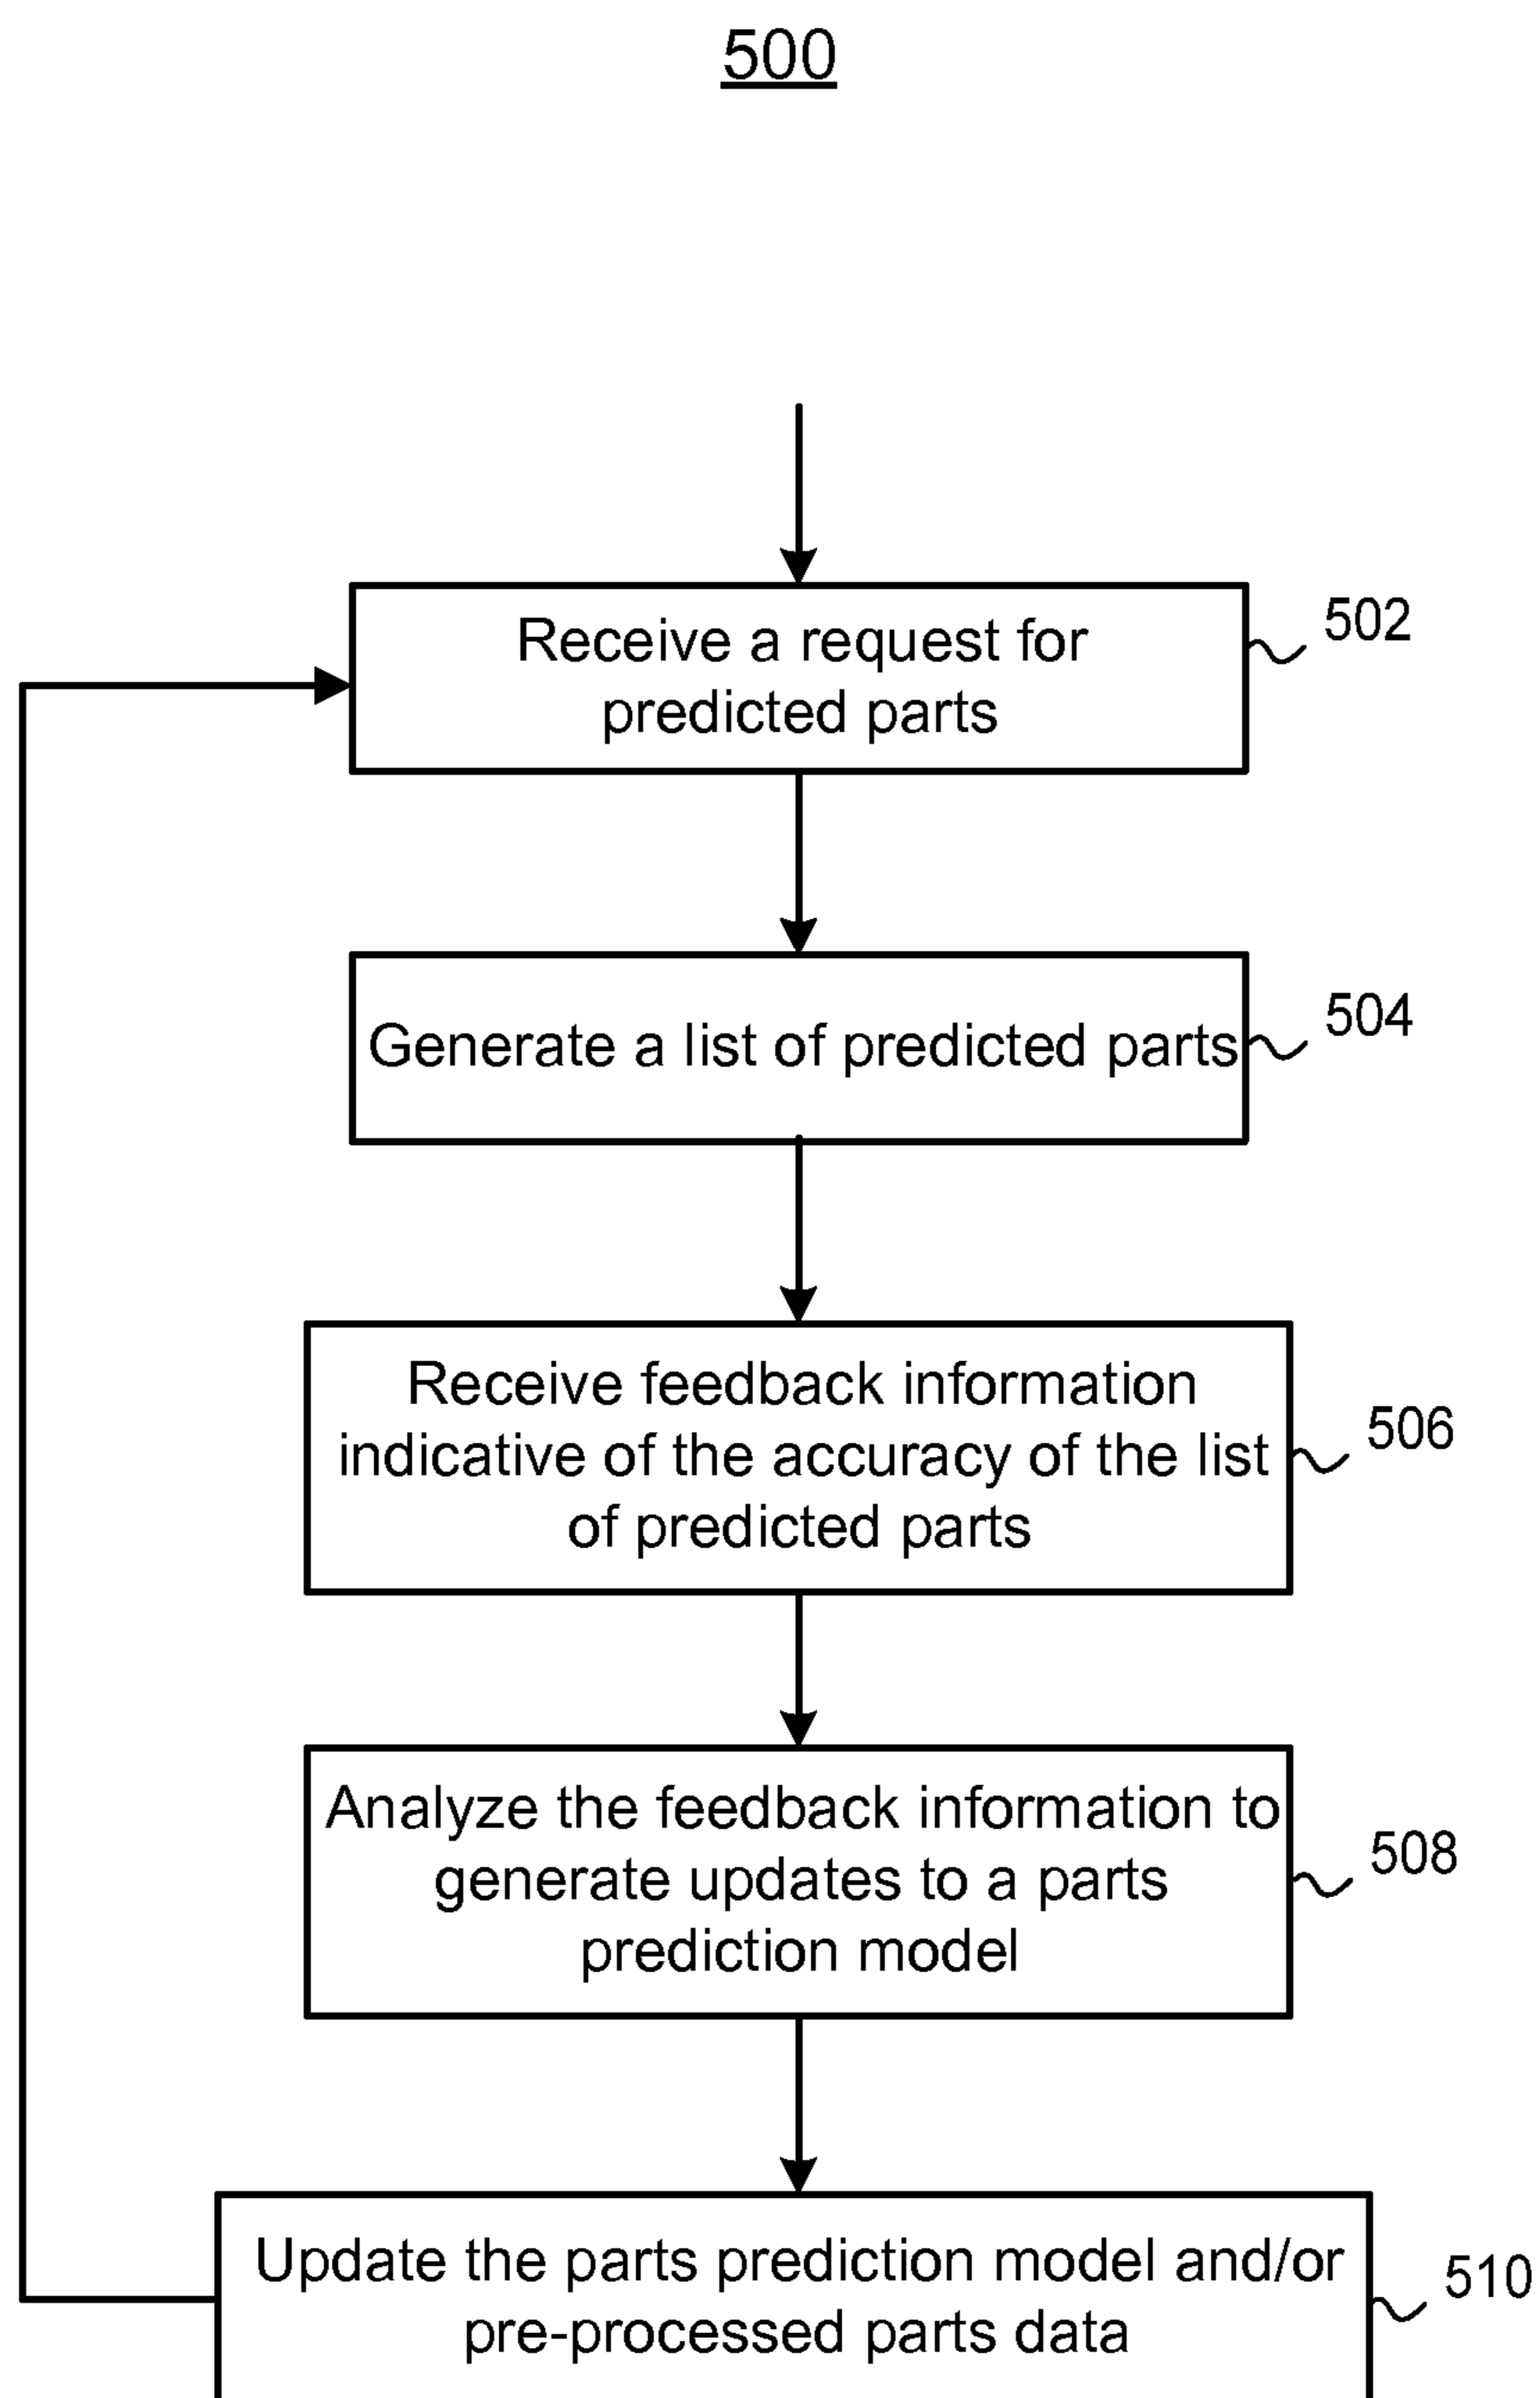 500
Receive a request for
predicted parts
502
Generate a list of predicted parts
504
Receive feedback information
indicative of the accuracy of the list
of predicted parts
506
Analyze the feedback information to
generate updates to a parts
prediction model
508
Update the parts prediction model and/or
pre-processed parts data
510